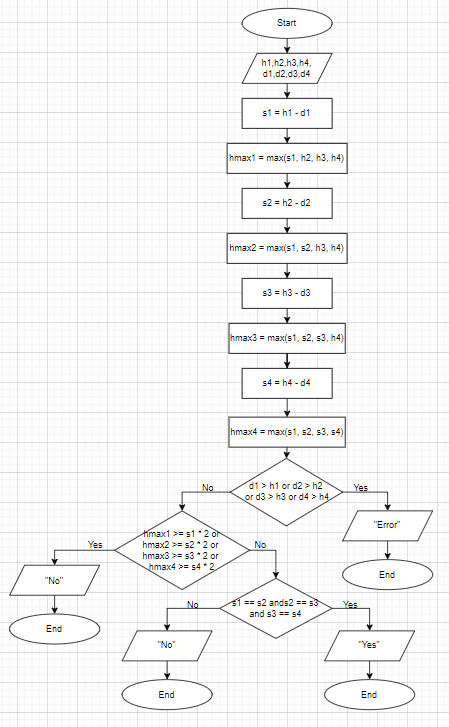 Start
h1,h2,h3,h4,
d1,d2,d3,d4
s1 = h1 - d1
hmax1 = max(s1, h2, h3, h4)
s2 = h2 - d2
hmax2 = max(s1, s2, h3, h4)
s3 = h3 - d3
hmax3 = max(s1, s2, s3, h4)
s4 = h4 - d4
hmax4 = max(s1, s2, s3, s4)
d1 > h1 or d2 > h2
or d3 > h3 or d4 > h4
No
Yes
"Error"
End
hmax1 >= s1 * 2 or
hmax2 >= s2 * 2 or
hmax3 >= s3 * 2 or
hmax4 >= s4 * 2
Yes
No
"No"
End
s1 == s2 ands2 == s3
and s3 == s4
No
Yes
"No"
"Yes"
End
End